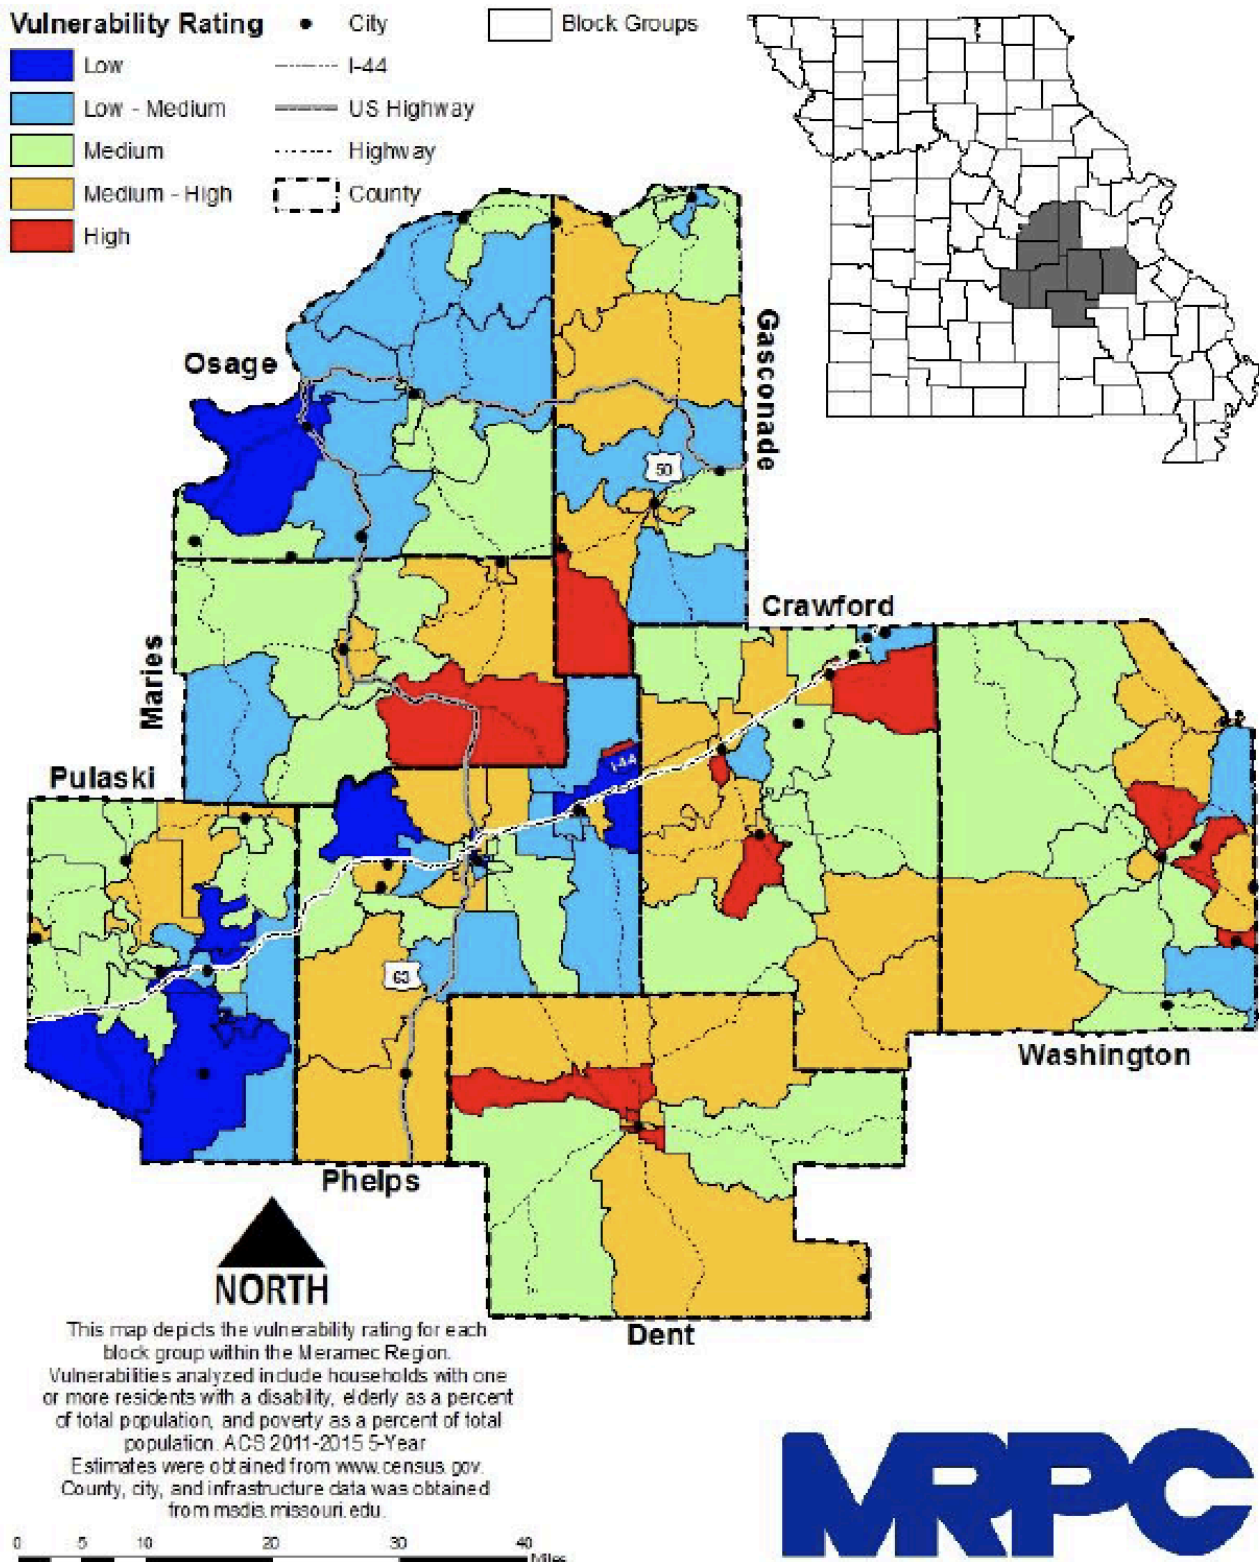 Vulnerability Rating
Low
Low - Medium
Medium
Medium - High
High
City
I-44
US Highway
Highway
County
Block Groups
Osage
Gasconade
50
Crawford
Maries
I-44
Pulaski
63
Washington
Phelps
Dent
NORTH
This map depicts the vulnerability rating for each
block group within the Meramec Region.
Vulnerabilities analyzed include households with one
or more residents with a disability, elderly as a percent
of total population, and poverty as a percent of total
population. ACS 2011-2015 5-Year
Estimates were obtained from www.census.gov.
County, city, and infrastructure data was obtained
from msdis.missouri.edu.
0 5 10 20 30 40
Miles
MRPC